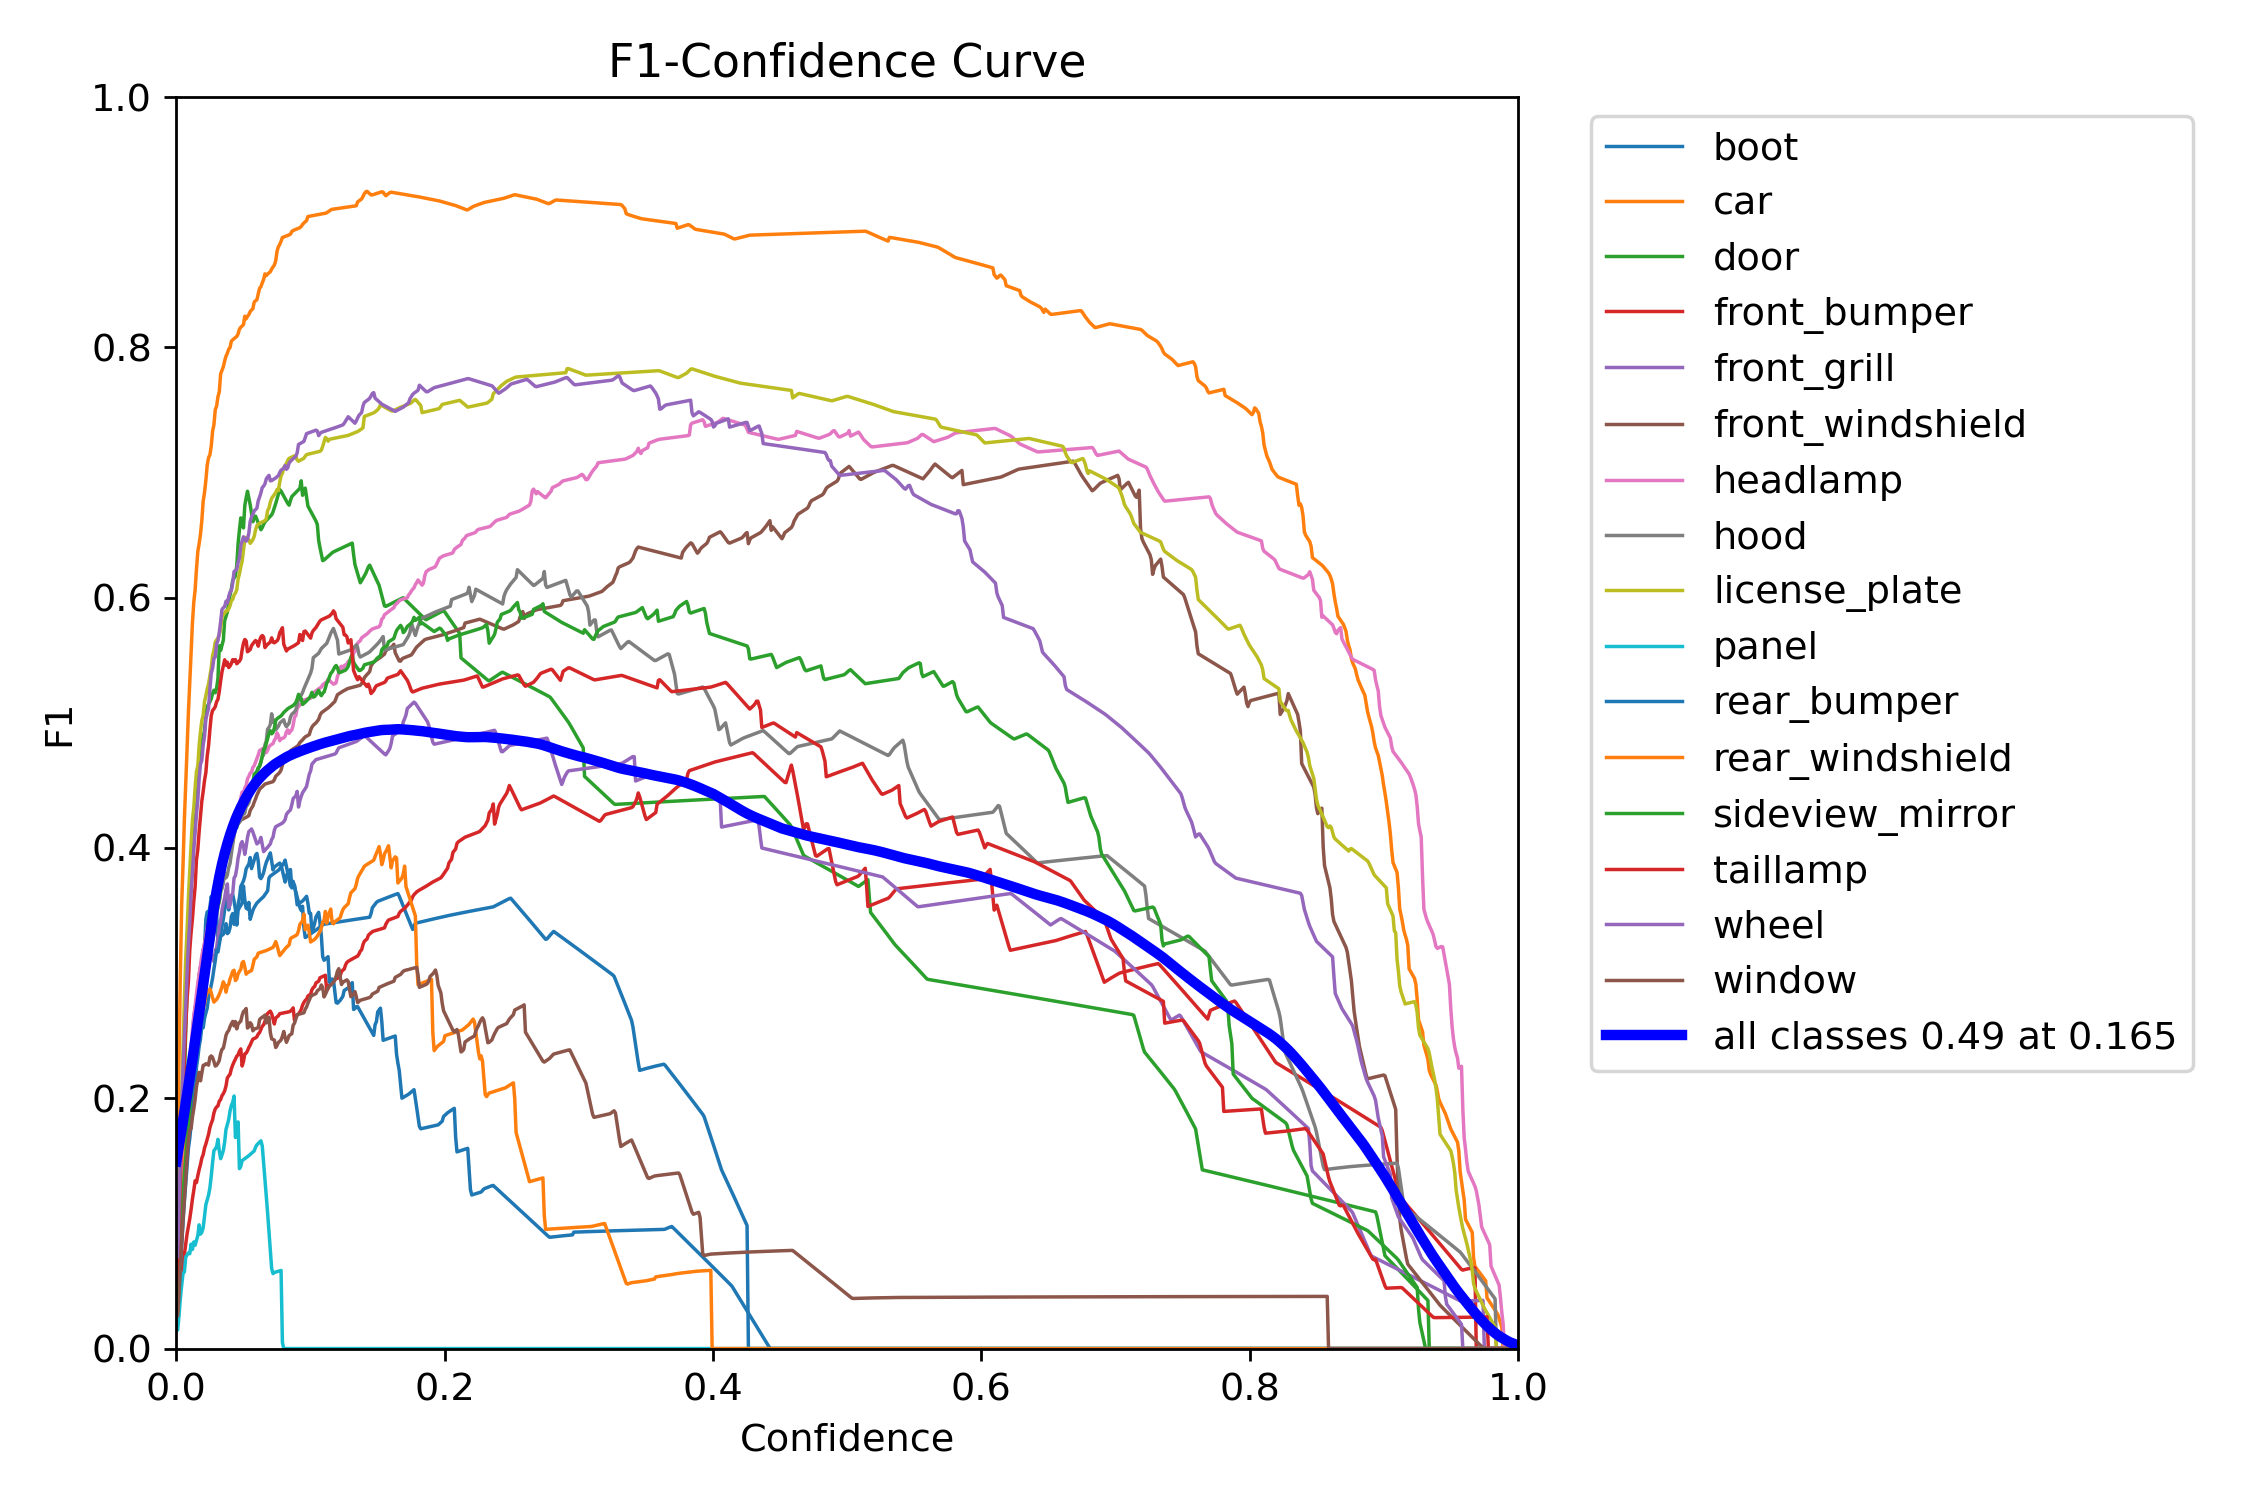 F1-Confidence Curve
1.0
0.8
0.6
0.4
0.2
0.0
F1
0.0 0.2 0.4 0.6 0.8 1.0
Confidence
boot
car
door
front_bumper
front_grill
front_windshield
headlamp
hood
license_plate
panel
rear_bumper
rear_windshield
sideview_mirror
taillamp
wheel
window
all classes 0.49 at 0.165